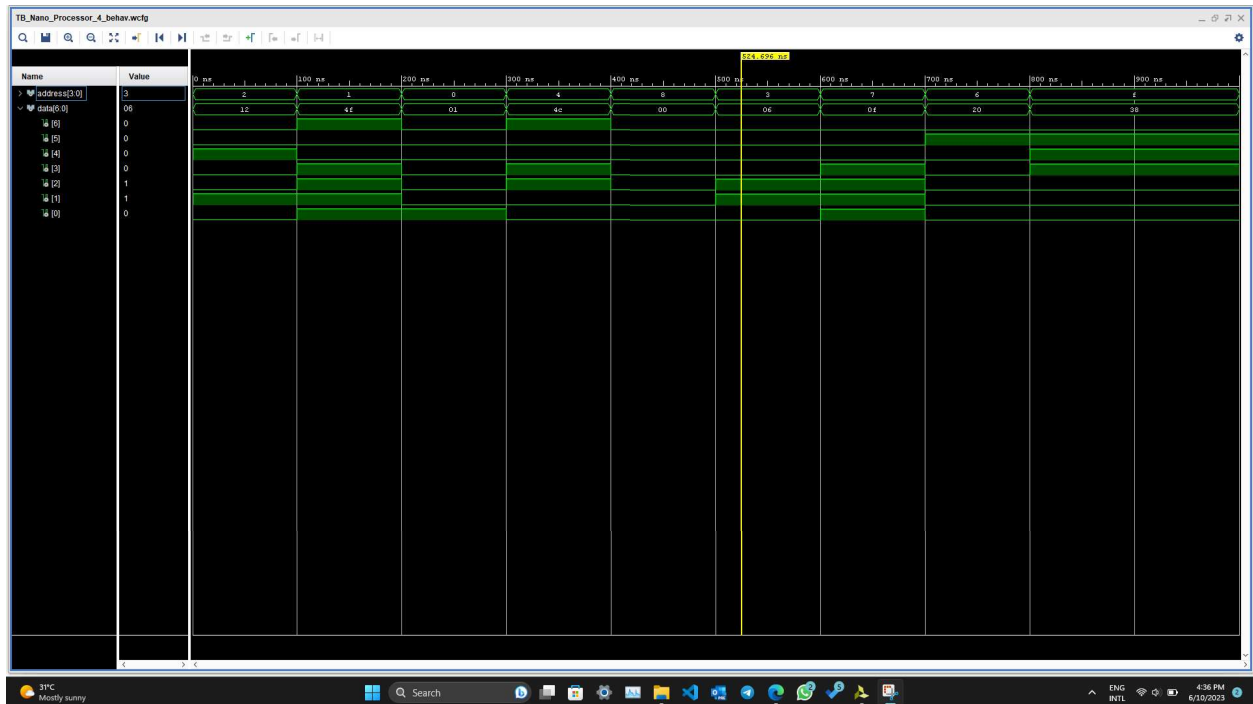 TB_Nano_Processor_4_behav.wcfg
524.696 ns
Name Value 0 ns 100 ns 200 ns 300 ns 400 ns 500 ns 600 ns 700 ns 800 ns 900 ns
address[3:0] 3 2 1 0 4 8 3 7 6 f
data[6:0] 06 12 4f 01 4c 00 06 0f 20 38
[6] 0
[5] 0
[4] 0
[3] 0
[2] 1
[1] 1
[0] 0
31°C
Mostly sunny
Search
ENG
INTL
4:36 PM
6/10/2023
2